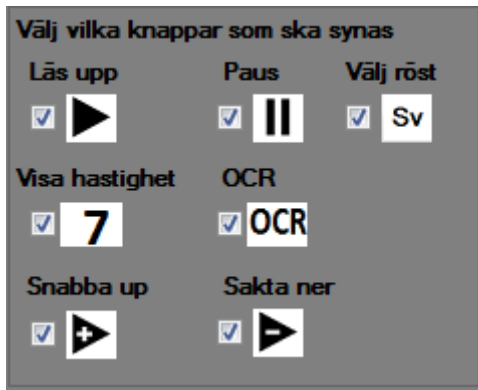 Välj vilka knappar som ska synas
Läs upp Paus Välj röst
Sv
Visa hastighet OCR
7 OCR
Snabba up Sakta ner